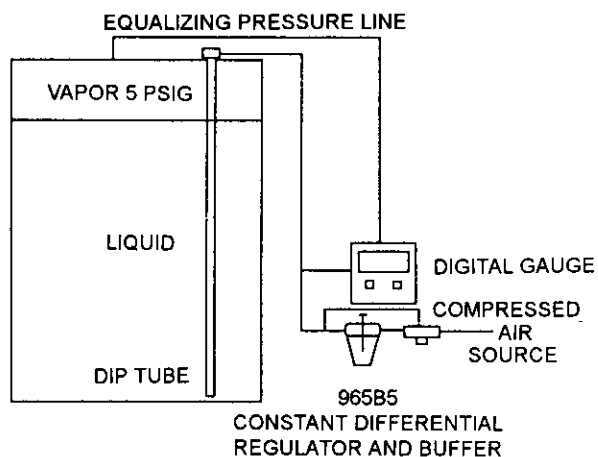 EQUALIZING PRESSURE LINE
VAPOR 5 PSIG
LIQUID
DIGITAL GAUGE
COMPRESSED
AIR
SOURCE
DIP TUBE
965B5
CONSTANT DIFFERENTIAL
REGULATOR AND BUFFER